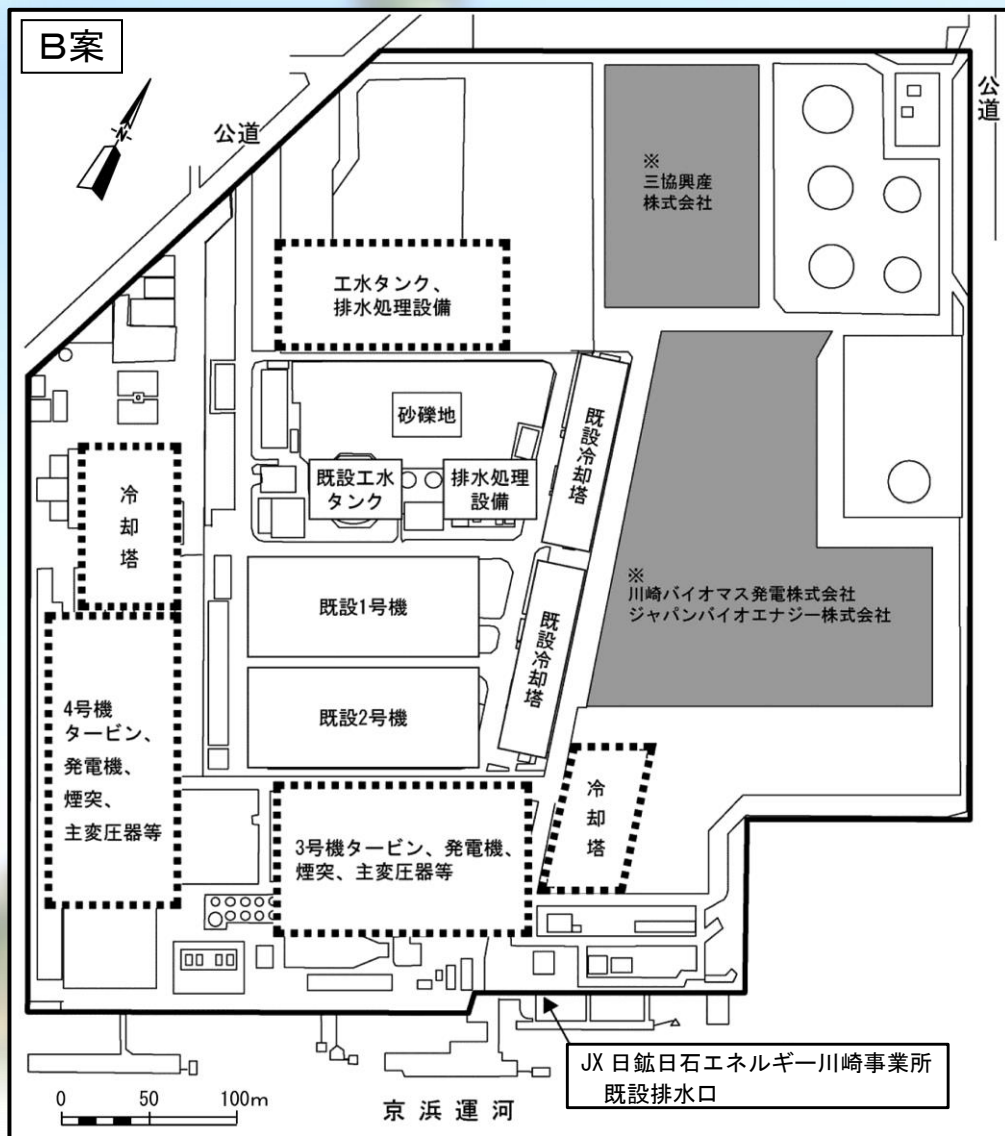 B案
N
公道
公道
※
三協興産
株式会社
工水タンク、
排水処理設備
砂礫地
既設工水
タンク
排水処理
設備
既設冷却塔
冷却塔
※
川崎バイオマス発電株式会社
ジャパンバイオエナジー株式会社
既設1号機
既設冷却塔
既設2号機
4号機
タービン、
発電機、
煙突、
主変圧器等
3号機タービン、発電機、
煙突、主変圧器等
冷却塔
JX 日鉱日石エネルギー川崎事業所
既設排水口
0 50 100m
京浜運河